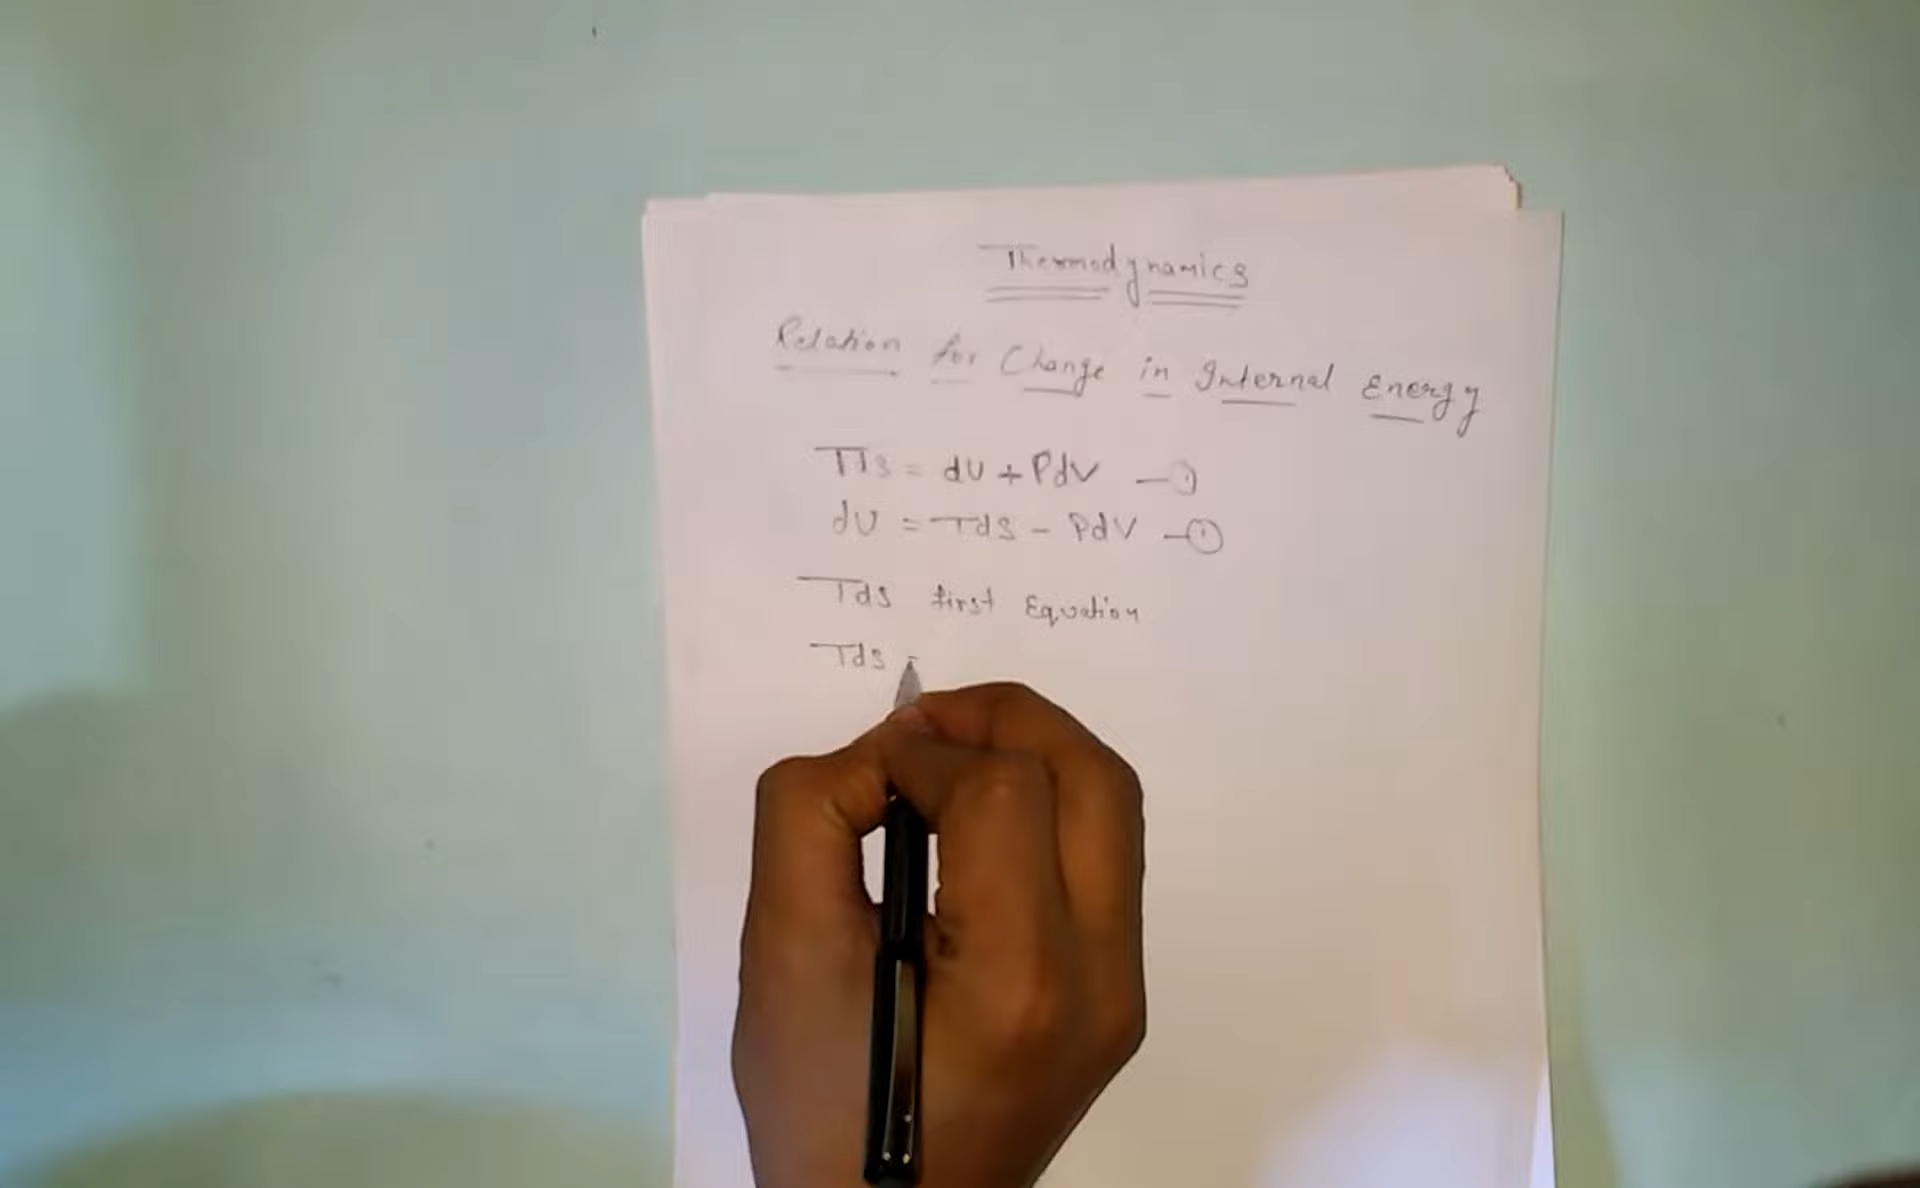 Thermodynamics
Relation for Change in Internal Energy
TdS = dU + PdV — ①
dU = TdS - PdV — ①
Tds first Equation
Tds =